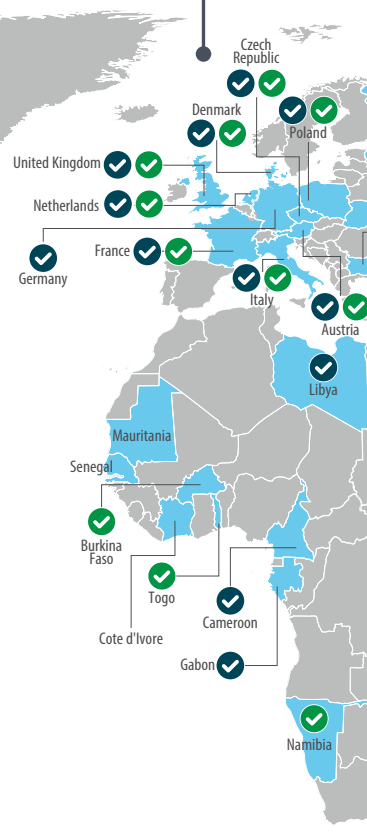 Czech
Republic
Denmark
Poland
United Kingdom
Netherlands
France
Germany
Italy
Austria
Libya
Mauritania
Senegal
Burkina
Faso
Togo
Cameroon
Cote d'Ivore
Gabon
Namibia